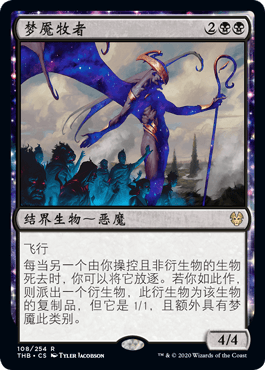 梦魇牧者 2
结界生物～恶魔
飞行
每当另一个由你操控且非衍生物的生物
死去时，你可以将它放逐。若你如此作，
则派出一个衍生物，此衍生物为该生物
的复制品，但它是 1/1，且额外具有梦
魇此类别。
4/4
108/254 R
THB • CS TYLER JACOBSON
™ & © 2020 Wizards of the Coast